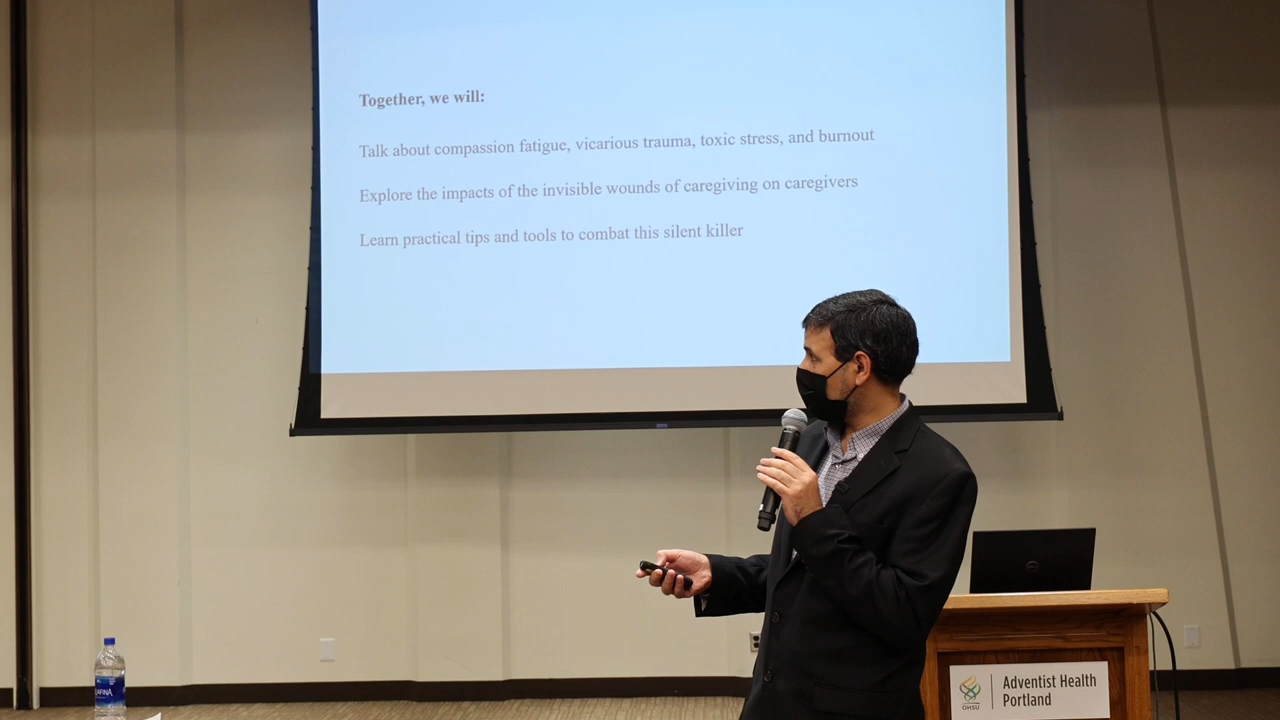 Together, we will:
Talk about compassion fatigue, vicarious trauma, toxic stress, and burnout
Explore the impacts of the invisible wounds of caregiving on caregivers
Learn practical tips and tools to combat this silent killer
OHSU
Adventist Health
Portland